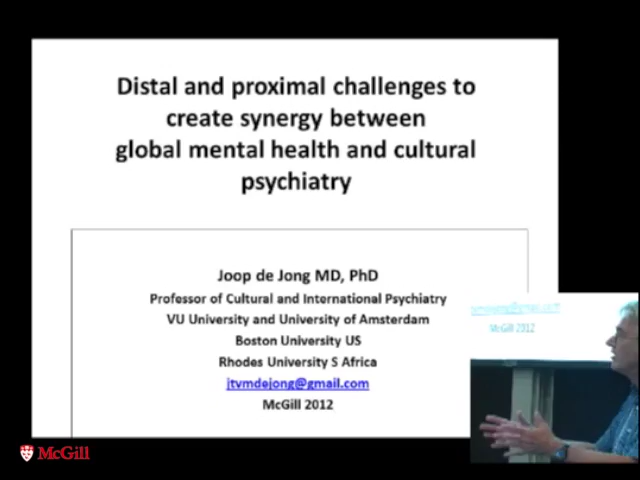 Distal and proximal challenges to
create synergy between
global mental health and cultural
psychiatry
Joop de Jong MD, PhD
Professor of Cultural and International Psychiatry
VU University and University of Amsterdam
Boston University US
Rhodes University S Africa
jtvmdejong@gmail.com
McGill 2012
McGill 2012
McGill